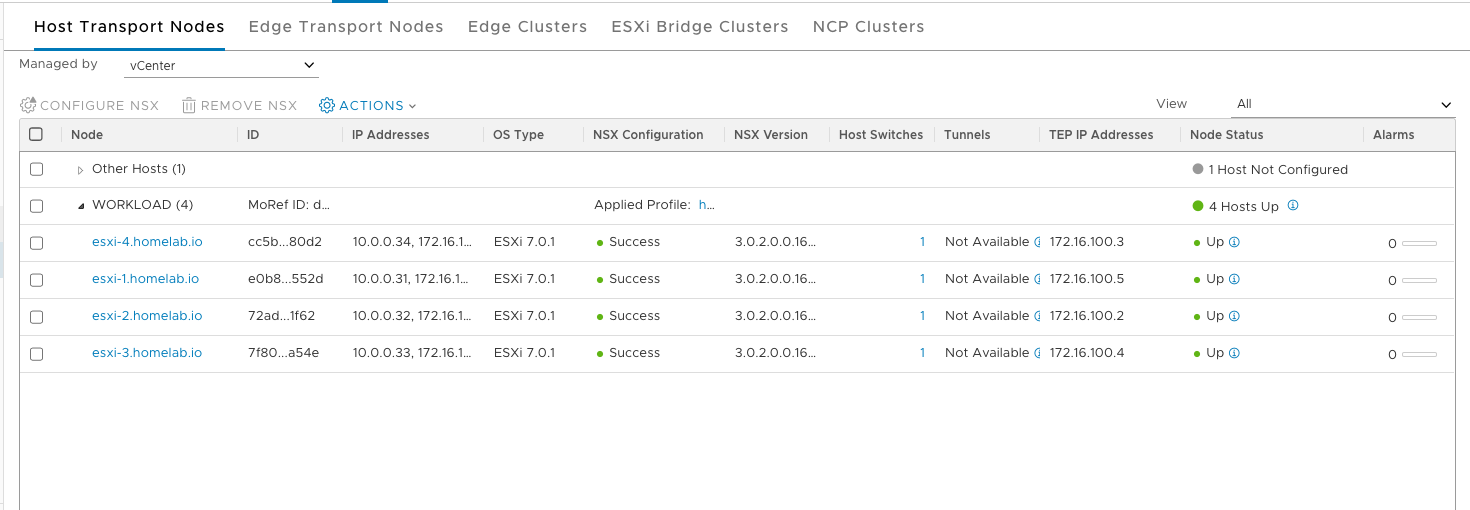 Host Transport Nodes Edge Transport Nodes Edge Clusters ESXi Bridge Clusters NCP Clusters
Managed by vCenter
CONFIGURE NSX REMOVE NSX ACTIONS View All
Node ID IP Addresses OS Type NSX Configuration NSX Version Host Switches Tunnels TEP IP Addresses Node Status Alarms
Other Hosts (1) 1 Host Not Configured
WORKLOAD (4) MoRef ID: d... Applied Profile: h... 4 Hosts Up
esxi-4.homelab.io cc5b...80d2 10.0.0.34, 172.16.1... ESXi 7.0.1 Success 3.0.2.0.0.16... 1 Not Available 172.16.100.3 Up 0
esxi-1.homelab.io e0b8...552d 10.0.0.31, 172.16.1... ESXi 7.0.1 Success 3.0.2.0.0.16... 1 Not Available 172.16.100.5 Up 0
esxi-2.homelab.io 72ad...1f62 10.0.0.32, 172.16.1... ESXi 7.0.1 Success 3.0.2.0.0.16... 1 Not Available 172.16.100.2 Up 0
esxi-3.homelab.io 7f80...a54e 10.0.0.33, 172.16.1... ESXi 7.0.1 Success 3.0.2.0.0.16... 1 Not Available 172.16.100.4 Up 0